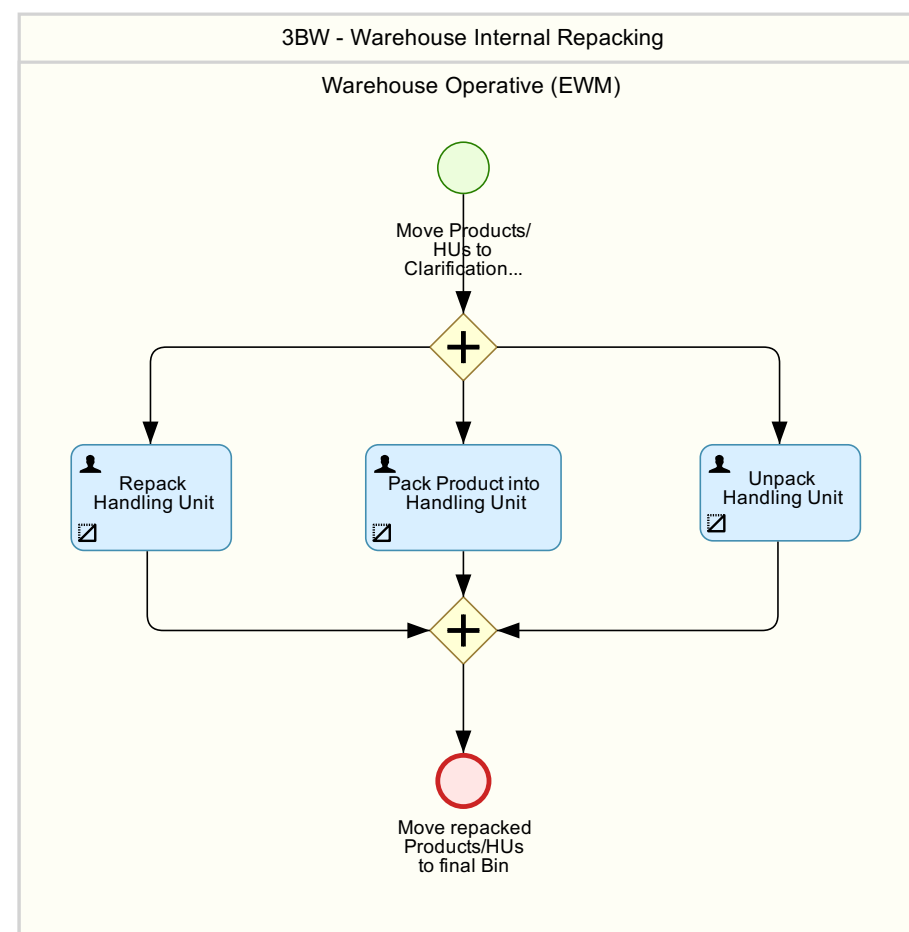 3BW - Warehouse Internal Repacking
Warehouse Operative (EWM)
Move Products/
HUs to
Clarification...
Repack
Handling Unit
Pack Product into
Handling Unit
Unpack
Handling Unit
Move repacked
Products/HUs
to final Bin